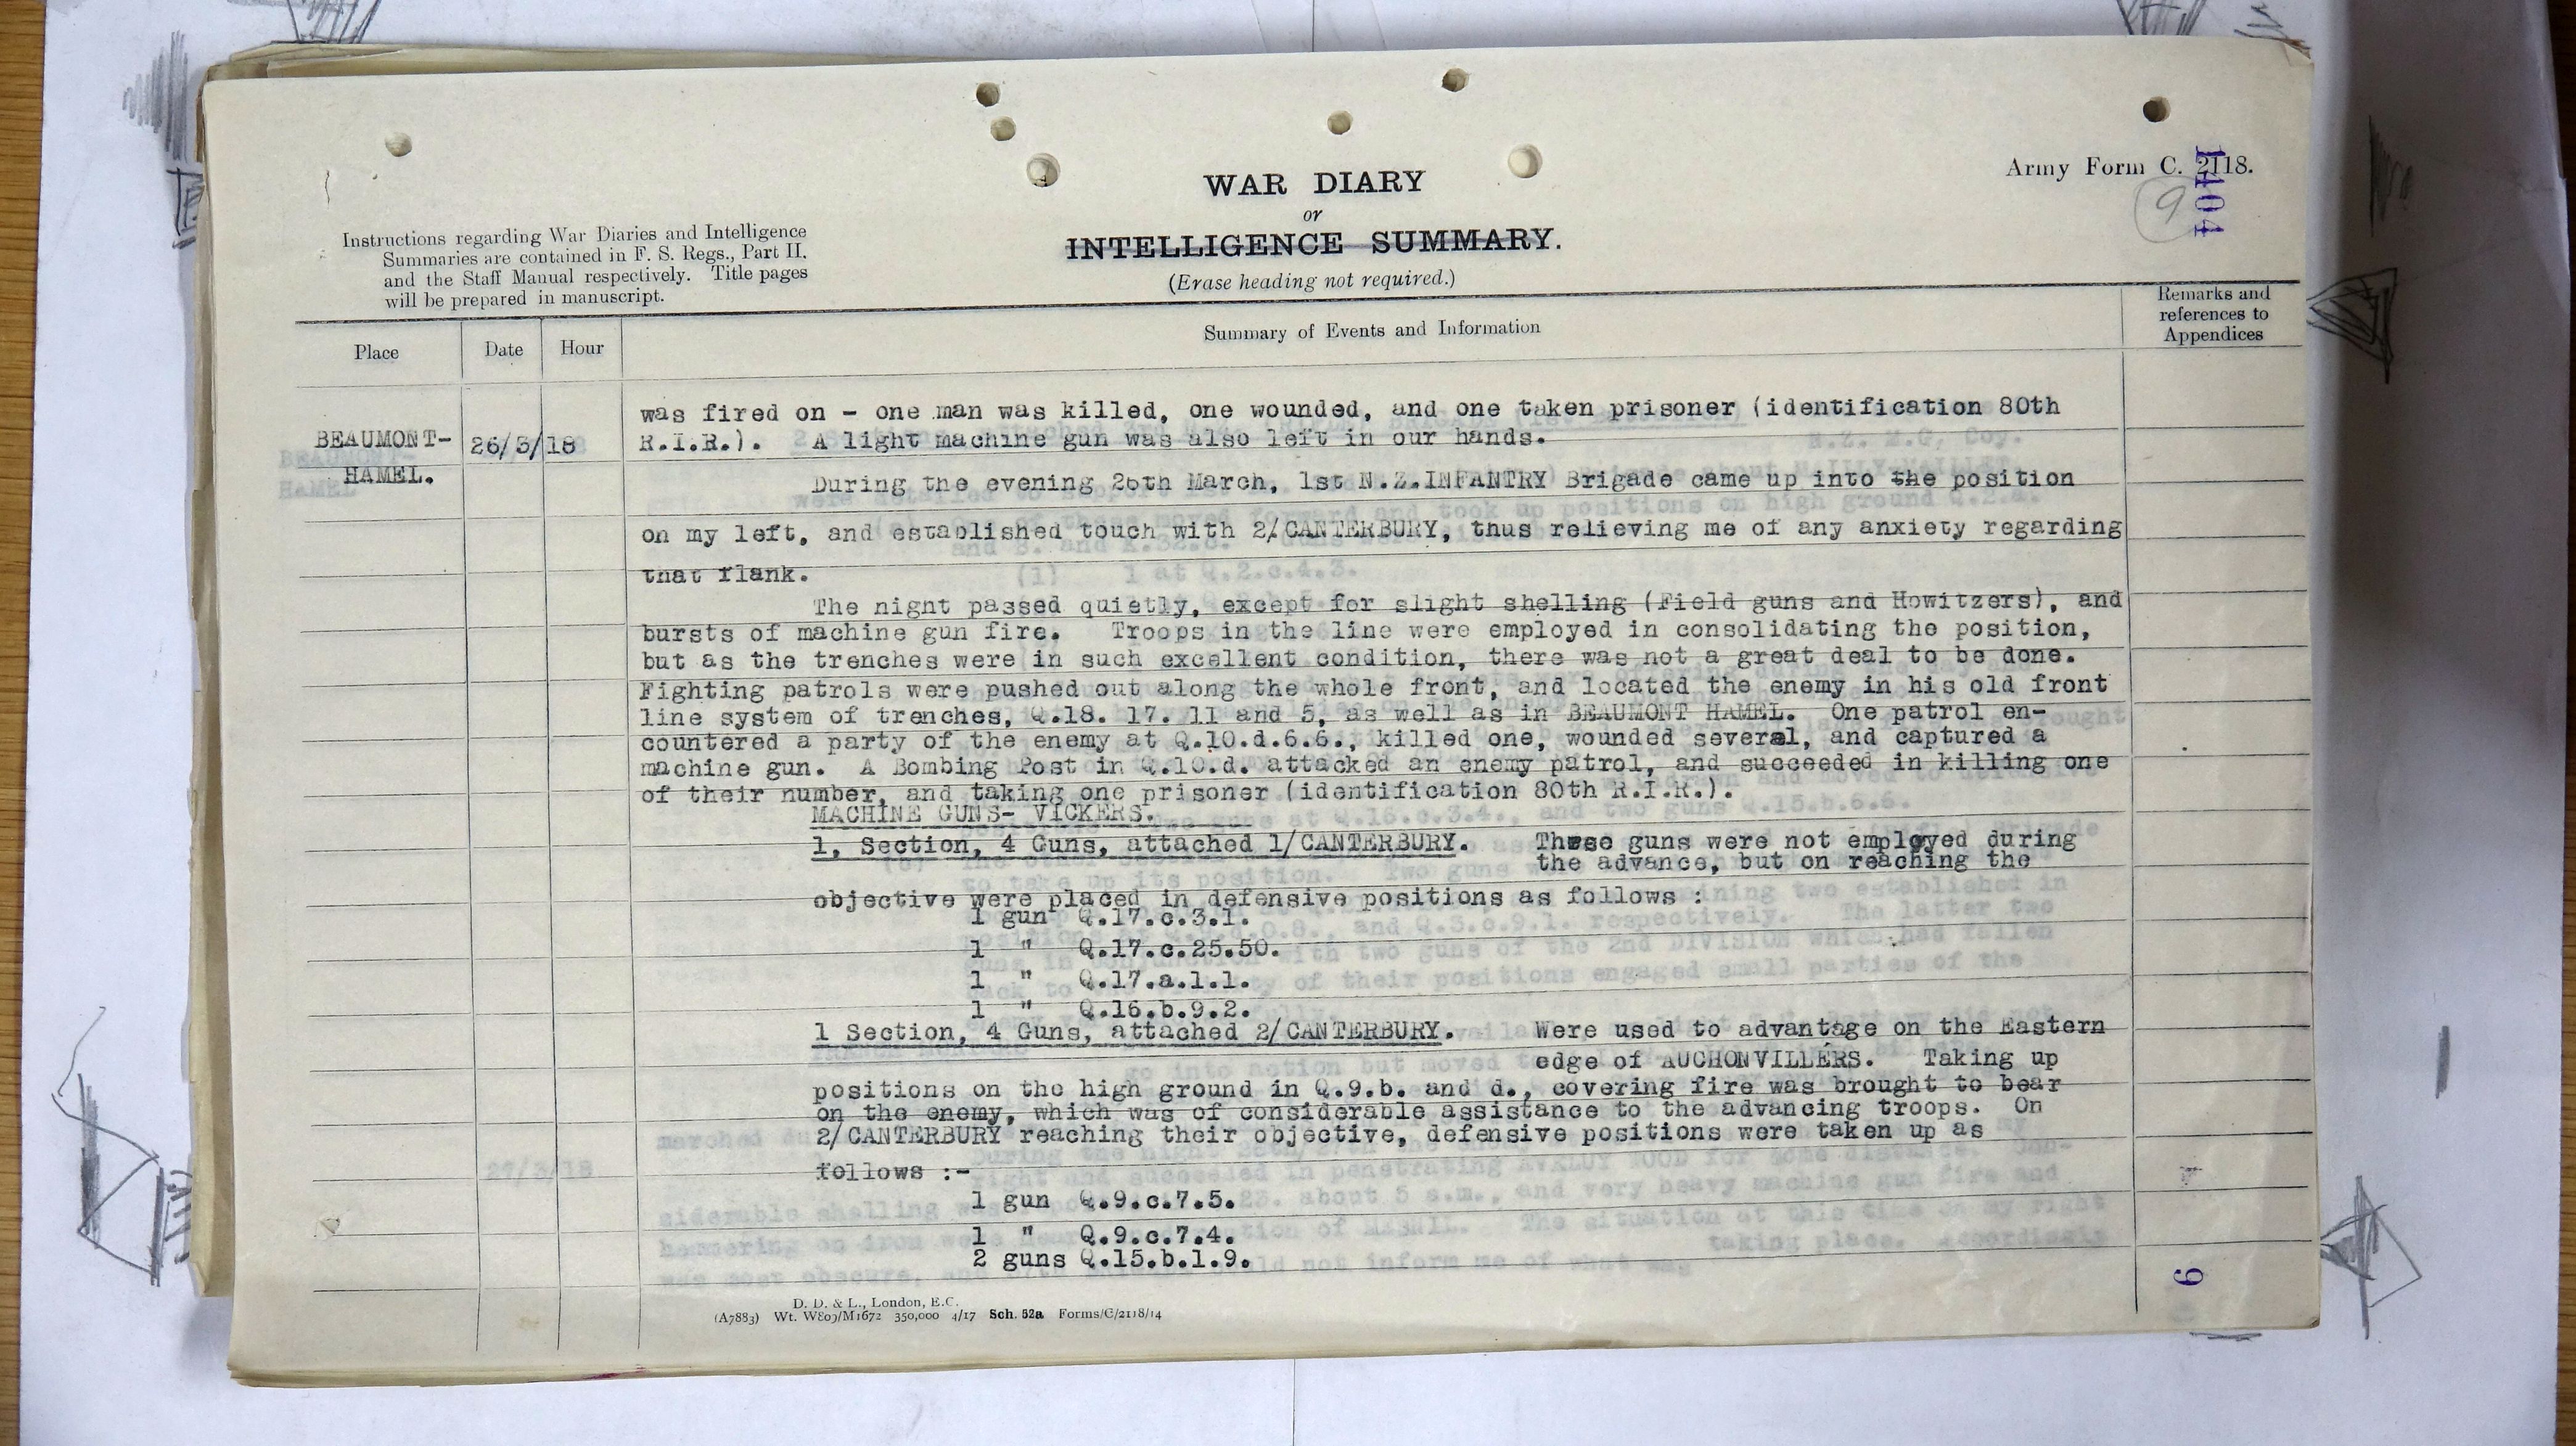 Army Form C. 2118.
1404
9
WAR DIARY
or
INTELLIGENCE SUMMARY.
(Erase heading not required.)
Instructions regarding War Diaries and Intelligence
Summaries are contained in F. S. Regs., Part II.
and the Staff Manual respectively. Title pages
will be prepared in manuscript.
Place Date Hour Summary of Events and Information
Remarks and
references to
Appendices
was fired on - one man was killed, one wounded, and one taken prisoner (identification 80th
BEAUMONT- 26/3/18 R.I.R.). A light machine gun was also left in our hands.
HAMEL.
During the evening 26th March, 1st N.Z.INFANTRY Brigade came up into the position
on my left, and established touch with 2/CANTERBURY, thus relieving me of any anxiety regarding
that flank.
The night passed quietly, except for slight shelling (Field guns and Howitzers), and
bursts of machine gun fire. Troops in the line were employed in consolidating the position,
but as the trenches were in such excellent condition, there was not a great deal to be done.
Fighting patrols were pushed out along the whole front, and located the enemy in his old front
line system of trenches, Q.18. 17. 11 and 5, as well as in BEAUMONT HAMEL. One patrol en-
countered a party of the enemy at Q.10.d.6.6., killed one, wounded several, and captured a
machine gun. A Bombing Post in Q.10.d. attacked an enemy patrol, and succeeded in killing one
of their number, and taking one prisoner (identification 80th R.I.R.).
MACHINE GUNS- VICKERS.
1, Section, 4 Guns, attached 1/CANTERBURY. These guns were not employed during
the advance, but on reaching the
objective were placed in defensive positions as follows :
1 gun Q.17.c.3.1.
1 " Q.17.c.25.50.
1 " Q.17.a.1.1.
1 " Q.16.b.9.2.
1 Section, 4 Guns, attached 2/CANTERBURY. Were used to advantage on the Eastern
edge of AUCHONVILLERS. Taking up
positions on the high ground in Q.9.b. and d., covering fire was brought to bear
on the enemy, which was of considerable assistance to the advancing troops. On
2/CANTERBURY reaching their objective, defensive positions were taken up as
follows :-
1 gun Q.9.c.7.5.
1 " Q.9.c.7.4.
2 guns Q.15.b.1.9.
6
D. D. & L., London, E.C.
(A7883) Wt. W809/M1672 350,000 4/17 Sch. 52a Forms/C/2118/14